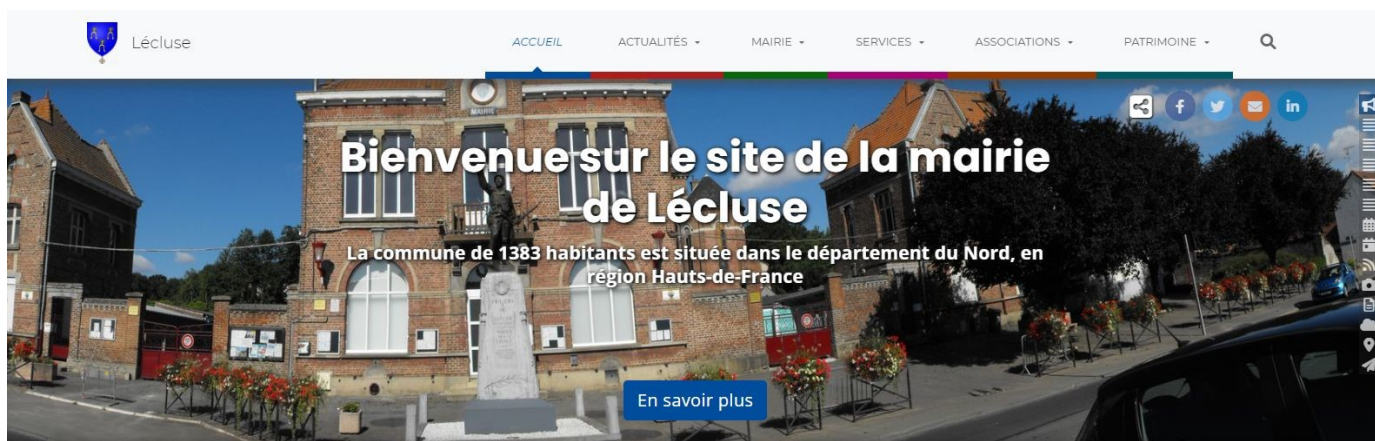 Lécluse
ACCUEIL
ACTUALITÉS
MAIRIE
SERVICES
ASSOCIATIONS
PATRIMOINE
MAIRIE
Bienvenue sur le site de la mairie
de Lécluse
La commune de 1383 habitants est située dans le département du Nord, en
région Hauts-de-France
En savoir plus